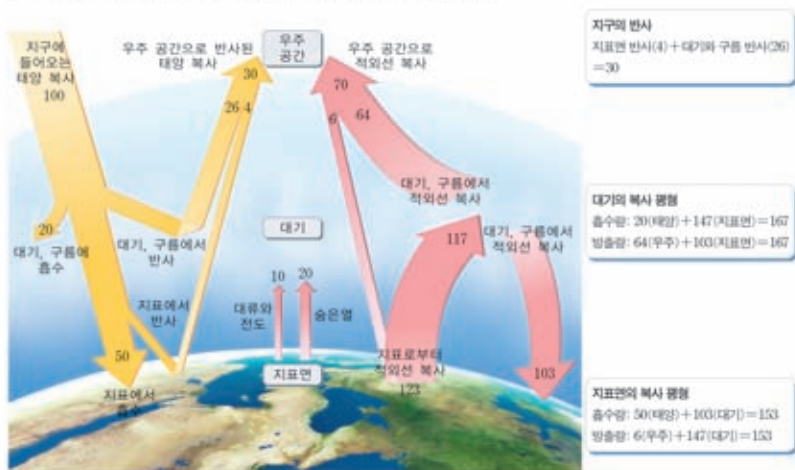 지구에
들어오는
태양 복사
100
우주 공간으로 반사된
태양 복사
30
26 4
우주
공간
우주 공간으로
적외선 복사
70
6
64
대기, 구름에서
적외선 복사
20
대기, 구름에
흡수
대기, 구름에서
반사
대기
117
대기, 구름에서
적외선 복사
지표에서
반사
10
20
대류와
전도
숨은열
50
지표에서
흡수
지표면
지표로부터
적외선 복사
123
103
지구의 반사
지표면 반사(4)+대기와 구름 반사(26)
=30
대기의 복사 평형
흡수량: 20(태양)+147(지표면)=167
방출량: 64(우주)+103(지표면)=167
지표면의 복사 평형
흡수량: 50(태양)+103(대기)=153
방출량: 6(우주)+147(대기)=153